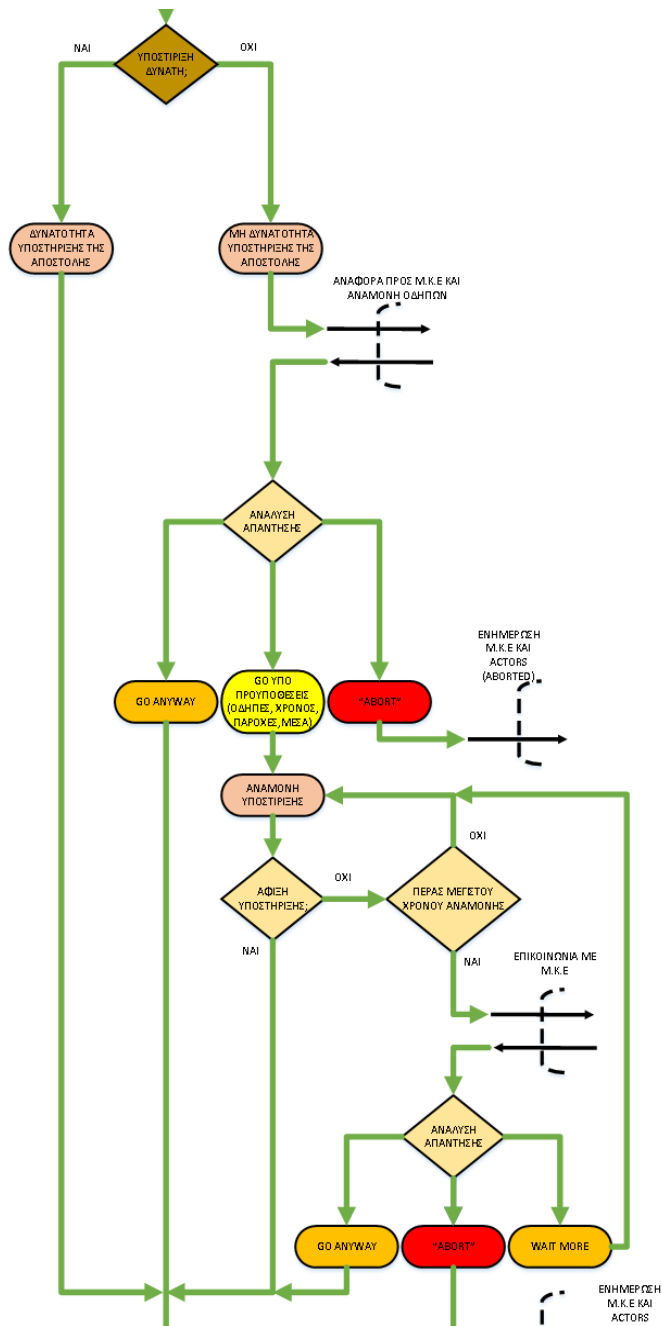 ΝΑΙ
ΟΧΙ
ΥΠΟΣΤΙΡΙΞΗ
ΔΥΝΑΤΗ;
ΔΥΝΑΤΟΤΗΤΑ
ΥΠΟΣΤΗΡΙΞΗΣ ΤΗΣ
ΑΠΟΣΤΟΛΗΣ
ΜΗ ΔΥΝΑΤΟΤΗΤΑ
ΥΠΟΣΤΗΡΙΞΗΣ ΤΗΣ
ΑΠΟΣΤΟΛΗΣ
ΑΝΑΦΟΡΑ ΠΡΟΣ Μ.Κ.Ε ΚΑΙ
ΑΝΑΜΟΝΗ ΟΔΗΓΙΩΝ
ΑΝΑΛΥΣΗ
ΑΠΑΝΤΗΣΗΣ
ΕΝΗΜΕΡΩΣΗ
Μ.Κ.Ε ΚΑΙ
ACTORS
(ABORTED)
GO ANYWAY
GO ΥΠΟ
ΠΡΟΥΠΟΘΕΣΕΙΣ
(ΟΔΗΓΙΕΣ, ΧΡΟΝΟΣ,
ΠΑΡΟΧΕΣ, ΜΕΣΑ)
"ABORT"
ΑΝΑΜΟΝΗ
ΥΠΟΣΤΙΡΙΞΗΣ
ΟΧΙ
ΑΦΙΞΗ
ΥΠΟΣΤΗΡΙΞΗΣ;
ΟΧΙ
ΠΕΡΑΣ ΜΕΓΙΣΤΟΥ
ΧΡΟΝΟΥ ΑΝΑΜΟΝΗΣ
ΝΑΙ
ΝΑΙ
ΕΠΙΚΟΙΝΩΝΙΑ ΜΕ
Μ.Κ.Ε
ΑΝΑΛΥΣΗ
ΑΠΑΝΤΗΣΗΣ
GO ANYWAY
"ABORT"
WAIT MORE
ΕΝΗΜΕΡΩΣΗ
Μ.Κ.Ε ΚΑΙ
ACTORS